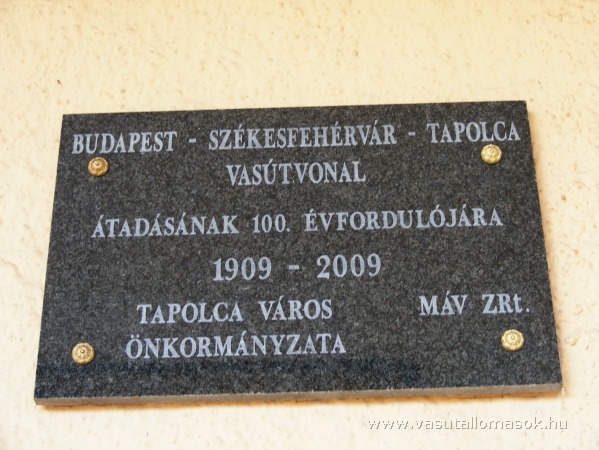 BUDAPEST - SZÉKESFEHÉRVÁR - TAPOLCA
VASÚTVONAL
ÁTADÁSÁNAK 100. ÉVFORDULÓJÁRA
1909 - 2009
TAPOLCA VÁROS MÁV ZRt.
ÖNKORMÁNYZATA
www.vasutallomasok.hu